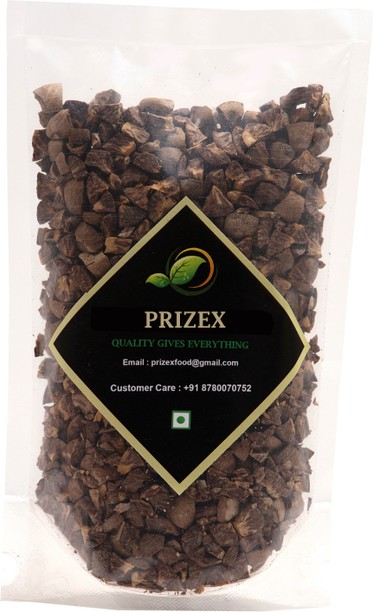 PRIZEX
QUALITY GIVES EVERYTHING
Email : prizexfood@gmail.com
Customer Care : +91 8780070752